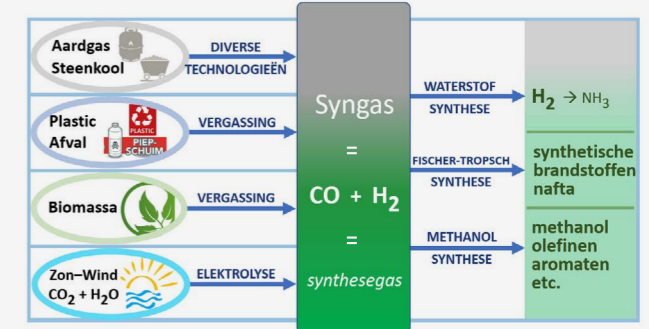 Aardgas
Steenkool
DIVERSE
TECHNOLOGIEËN
Plastic
Afval
PLASTIC
PIEP-
SCHUIM
VERGASSING
Biomassa
VERGASSING
Zon–Wind
CO₂ + H₂O
ELEKTROLYSE
Syngas
=
CO + H₂
=
synthesegas
WATERSTOF
SYNTHESE
FISCHER-TROPSCH
SYNTHESE
METHANOL
SYNTHESE
H₂ → NH₃
synthetische
brandstoffen
nafta
methanol
olefinen
aromaten
etc.